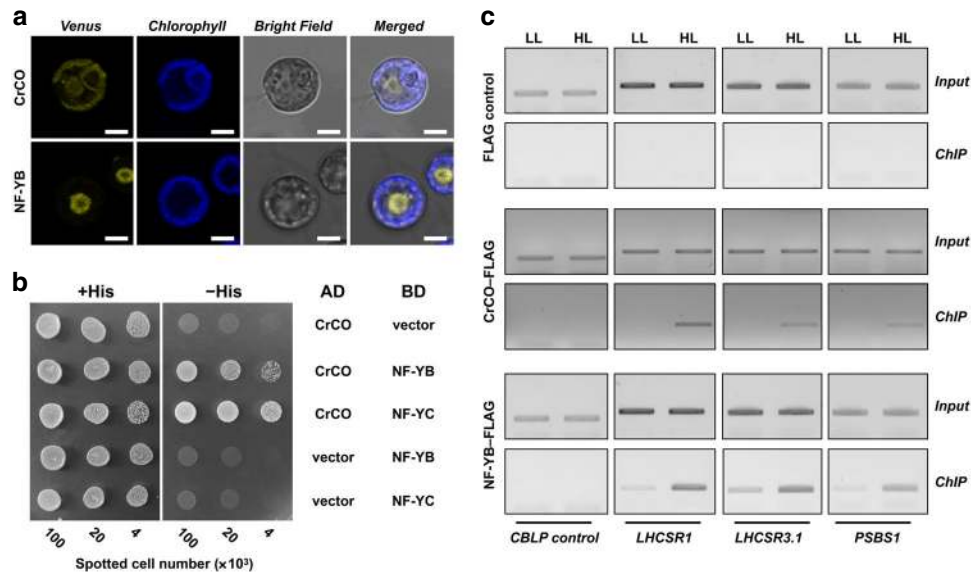 a
Venus Chlorophyll Bright Field Merged
CrCO
NF-YB
b
+His −His AD BD
CrCO vector
CrCO NF-YB
CrCO NF-YC
vector NF-YB
vector NF-YC
100 20 4 100 20 4
Spotted cell number (×10³)
c
LL HL LL HL LL HL LL HL
FLAG control
Input
ChIP
CrCO–FLAG
Input
ChIP
NF-YB–FLAG
Input
ChIP
CBLP control LHCSR1 LHCSR3.1 PSBS1